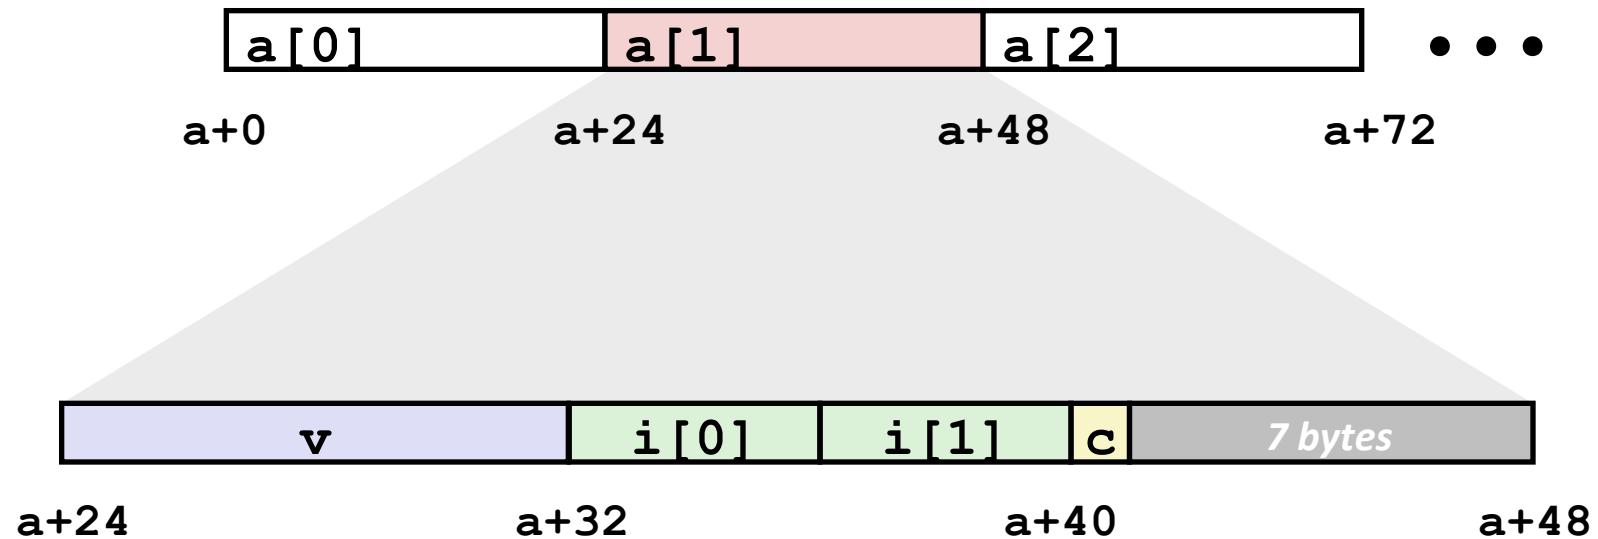 a[0] a[1] a[2] •••
a+0 a+24 a+48 a+72
v i[0] i[1] c 7 bytes
a+24 a+32 a+40 a+48